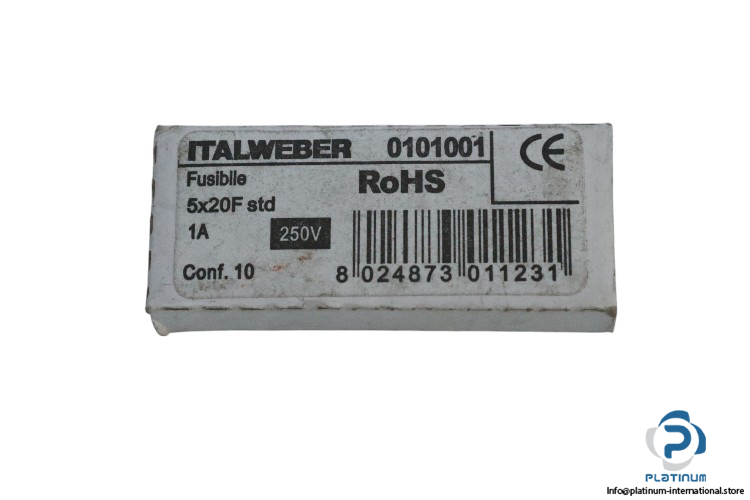 ITALWEBER 0101001 CE
Fusibile RoHS
5x20F std
1A 250V
Conf. 10 8 024873 011231
PLATINUM
Info@platinum-international.store